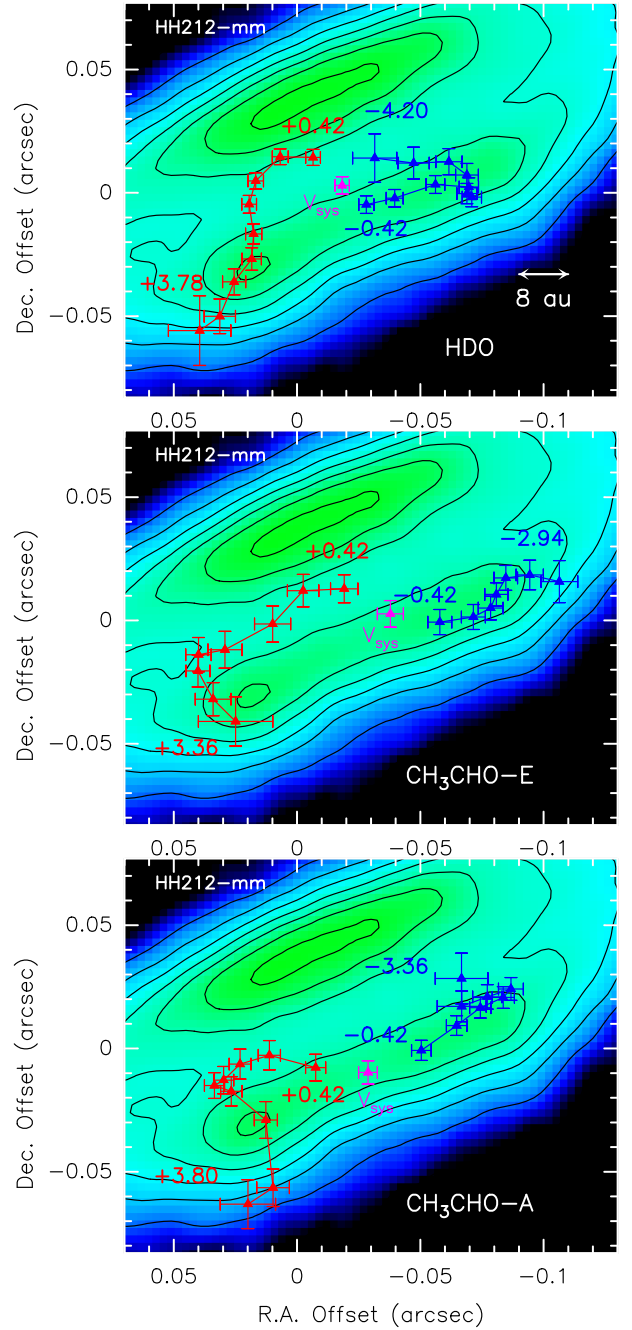 HH212-mm
0.05
+0.42
-4.20
Dec. Offset (arcsec)
0
V_sys
-0.42
+3.78
8 au
-0.05
HDO
0.05
0
-0.05
-0.1
HH212-mm
0.05
+0.42
-2.94
Dec. Offset (arcsec)
-0.42
0
V_sys
-0.05
+3.36
CH₃CHO-E
0.05
0
-0.05
-0.1
HH212-mm
0.05
-3.36
Dec. Offset (arcsec)
-0.42
0
+0.42
V_sys
-0.05
+3.80
CH₃CHO-A
0.05
0
-0.05
-0.1
R.A. Offset (arcsec)